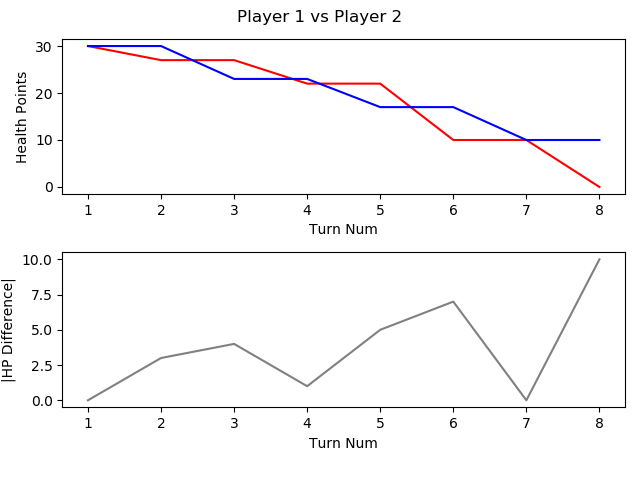 Player 1 vs Player 2
30
20
10
0
Health Points
1 2 3 4 5 6 7 8
Turn Num
10.0
7.5
5.0
2.5
0.0
|HP Difference|
1 2 3 4 5 6 7 8
Turn Num